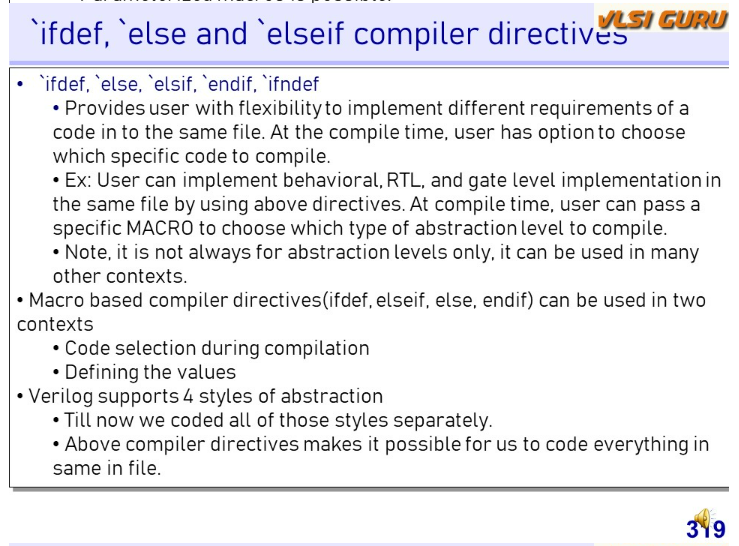 Parameterized macros is possible.
VLSI GURU
`ifdef, `else and `elseif compiler directives
• `ifdef, `else, `elsif, `endif, `ifndef
• Provides user with flexibility to implement different requirements of a
code in to the same file. At the compile time, user has option to choose
which specific code to compile.
• Ex: User can implement behavioral, RTL, and gate level implementation in
the same file by using above directives. At compile time, user can pass a
specific MACRO to choose which type of abstraction level to compile.
• Note, it is not always for abstraction levels only, it can be used in many
other contexts.
• Macro based compiler directives(ifdef, elseif, else, endif) can be used in two
contexts
• Code selection during compilation
• Defining the values
• Verilog supports 4 styles of abstraction
• Till now we coded all of those styles separately.
• Above compiler directives makes it possible for us to code everything in
same in file.
319